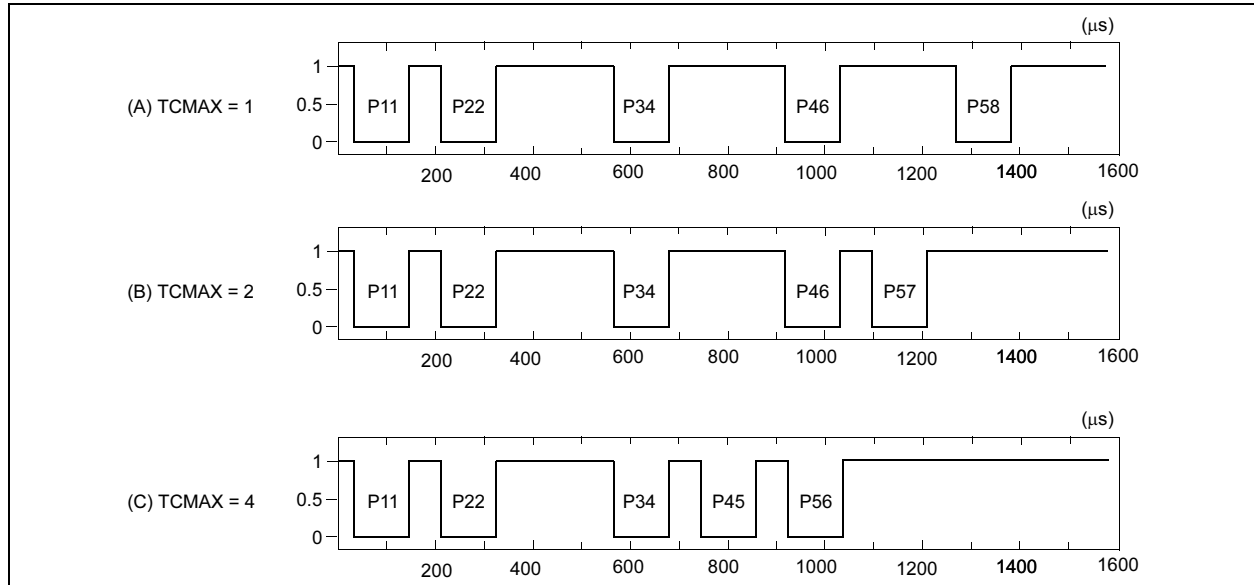 (μs)
(A) TCMAX = 1
1
0.5
0
P11 P22 P34 P46 P58
200 400 600 800 1000 1200 1400 1600
(μs)
(B) TCMAX = 2
1
0.5
0
P11 P22 P34 P46 P57
200 400 600 800 1000 1200 1400 1600
(μs)
(C) TCMAX = 4
1
0.5
0
P11 P22 P34 P45 P56
200 400 600 800 1000 1200 1400 1600